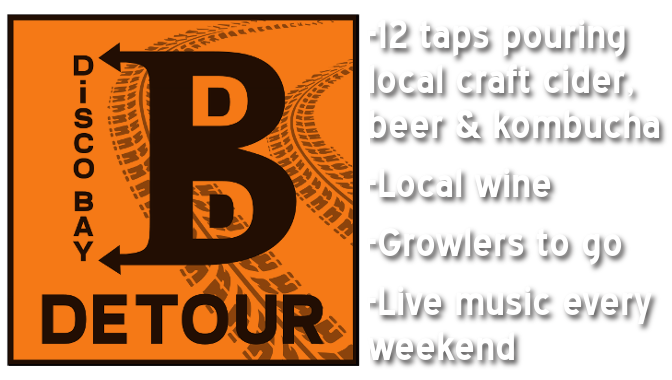 DiSCO BAY
B
D
D
DETOUR
-12 taps pouring
local craft cider,
beer & kombucha
-Local wine
-Growlers to go
-Live music every
weekend